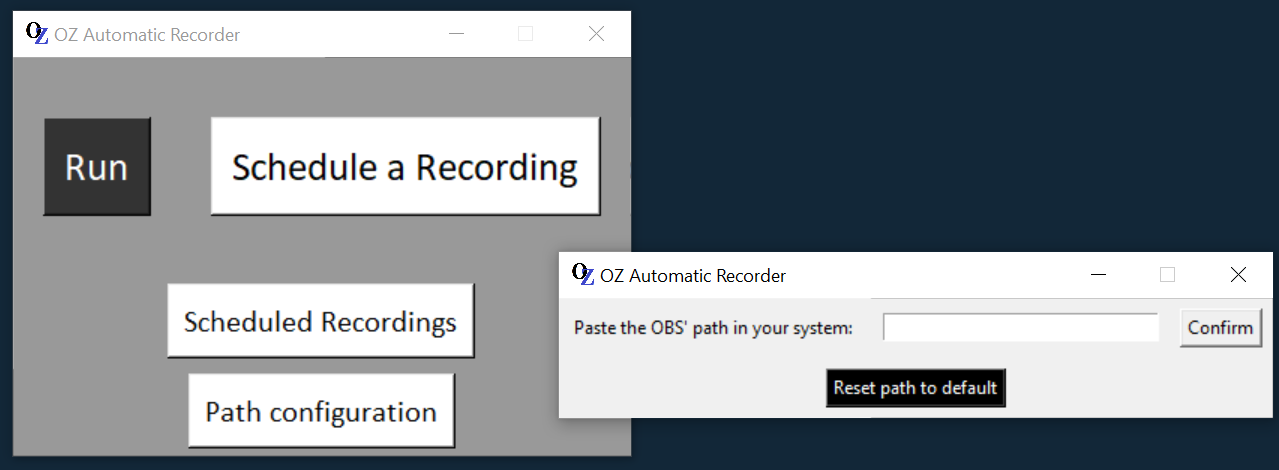 OZ OZ Automatic Recorder
Run
Schedule a Recording
Scheduled Recordings
Path configuration
OZ OZ Automatic Recorder
Paste the OBS' path in your system:
Confirm
Reset path to default